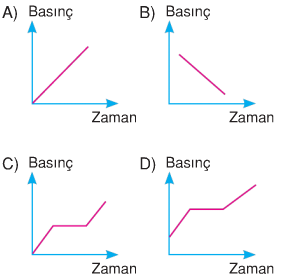 A) Basınç
B) Basınç
Zaman
Zaman
C) Basınç
D) Basınç
Zaman
Zaman